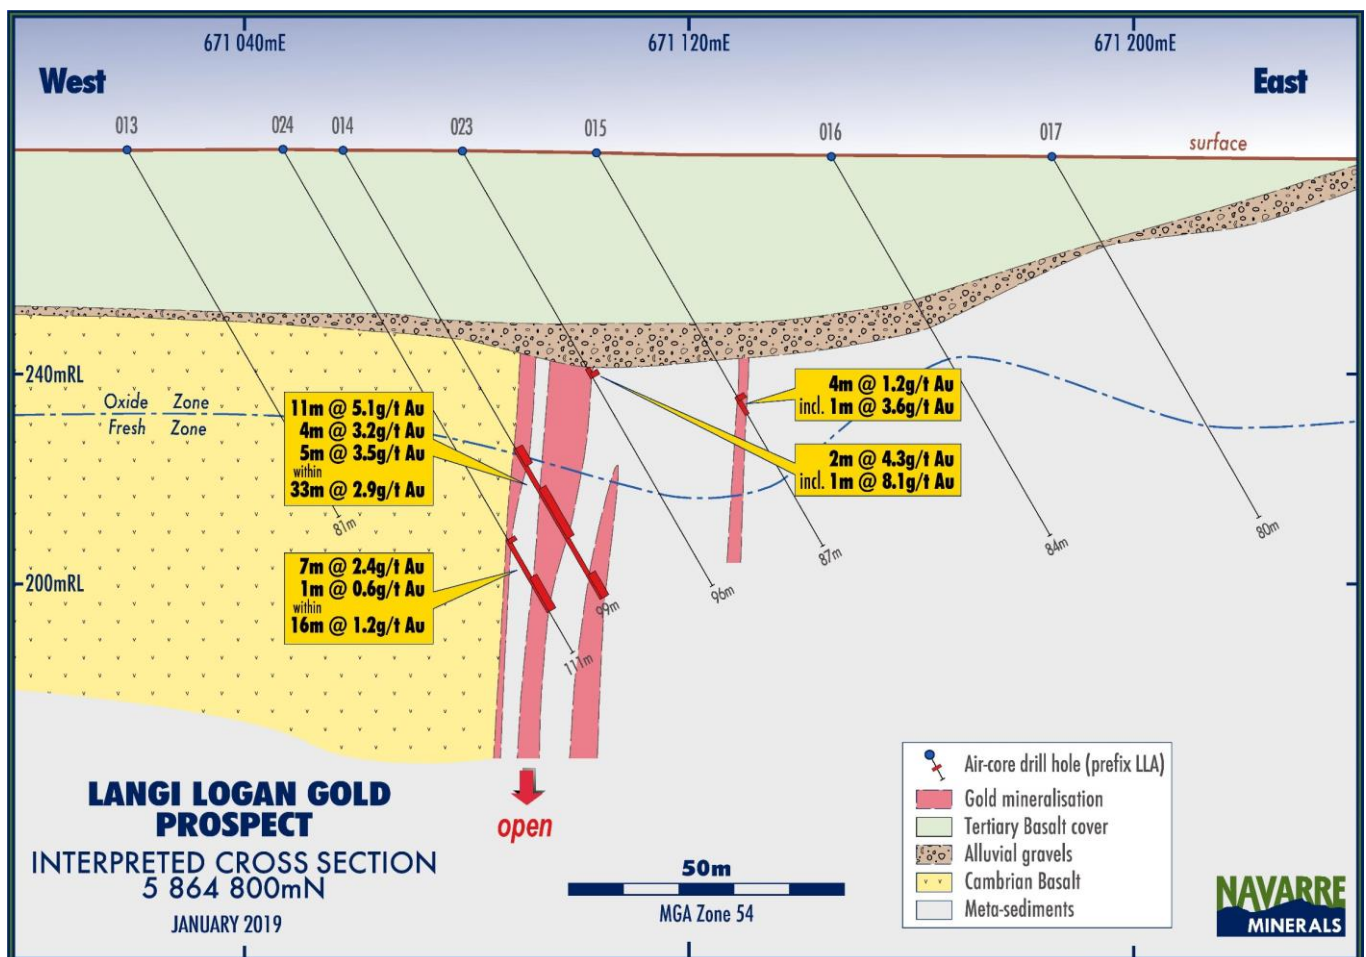 671 040mE
671 120mE
671 200mE
West
East
013
024
014
023
015
016
017
surface
240mRL
Oxide Zone
Fresh Zone
11m @ 5.1g/t Au
4m @ 3.2g/t Au
5m @ 3.5g/t Au
within
33m @ 2.9g/t Au
4m @ 1.2g/t Au
incl. 1m @ 3.6g/t Au
2m @ 4.3g/t Au
incl. 1m @ 8.1g/t Au
81m
87m
84m
80m
200mRL
7m @ 2.4g/t Au
1m @ 0.6g/t Au
within
16m @ 1.2g/t Au
99m
96m
111m
open
LANGI LOGAN GOLD
PROSPECT
INTERPRETED CROSS SECTION
5 864 800mN
JANUARY 2019
50m
MGA Zone 54
Air-core drill hole (prefix LLA)
Gold mineralisation
Tertiary Basalt cover
Alluvial gravels
Cambrian Basalt
Meta-sediments
NAVARRE
MINERALS